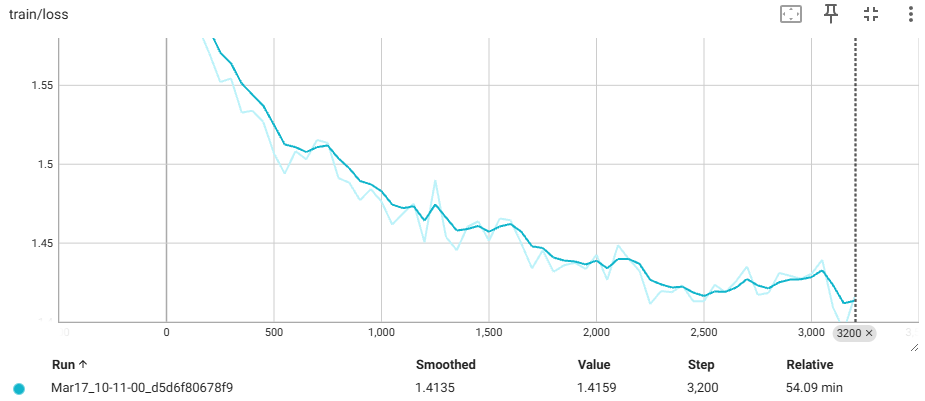 train/loss
1.55
1.5
1.45
0 500 1,000 1,500 2,000 2,500 3,000 3200 ×
Run ↑ Smoothed Value Step Relative
Mar17_10-11-00_d5d6f80678f9 1.4135 1.4159 3,200 54.09 min